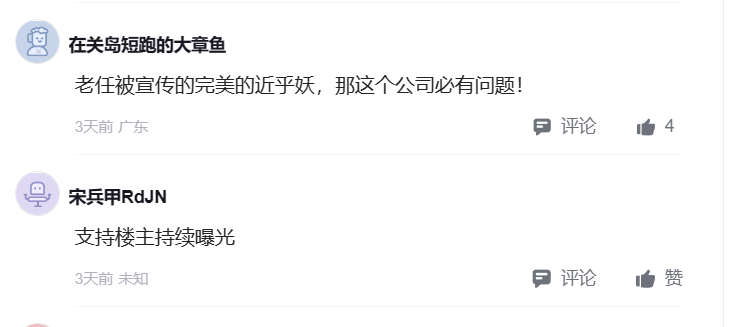 在关岛短跑的大章鱼
老任被宣传的完美的近乎妖，那这个公司必有问题！
3天前 广东
评论
4
宋兵甲RdJN
支持楼主持续曝光
3天前 未知
评论
赞